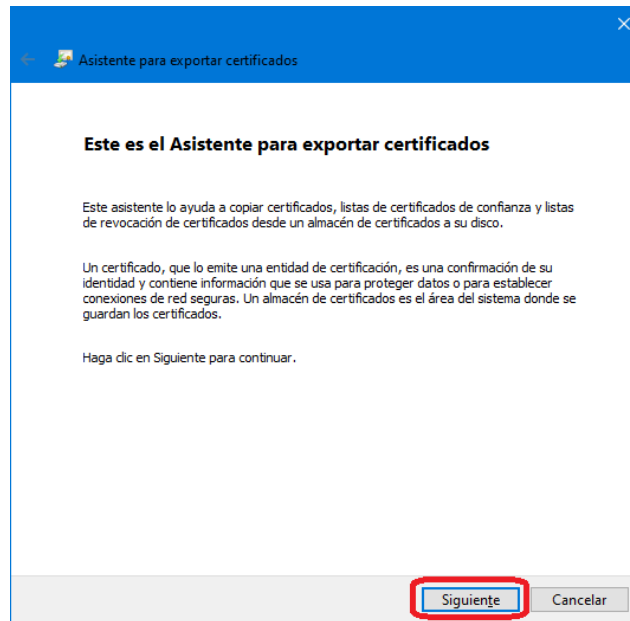 Asistente para exportar certificados
Este es el Asistente para exportar certificados
Este asistente lo ayuda a copiar certificados, listas de certificados de confianza y listas
de revocación de certificados desde un almacén de certificados a su disco.
Un certificado, que lo emite una entidad de certificación, es una confirmación de su
identidad y contiene información que se usa para proteger datos o para establecer
conexiones de red seguras. Un almacén de certificados es el área del sistema donde se
guardan los certificados.
Haga clic en Siguiente para continuar.
Siguiente Cancelar